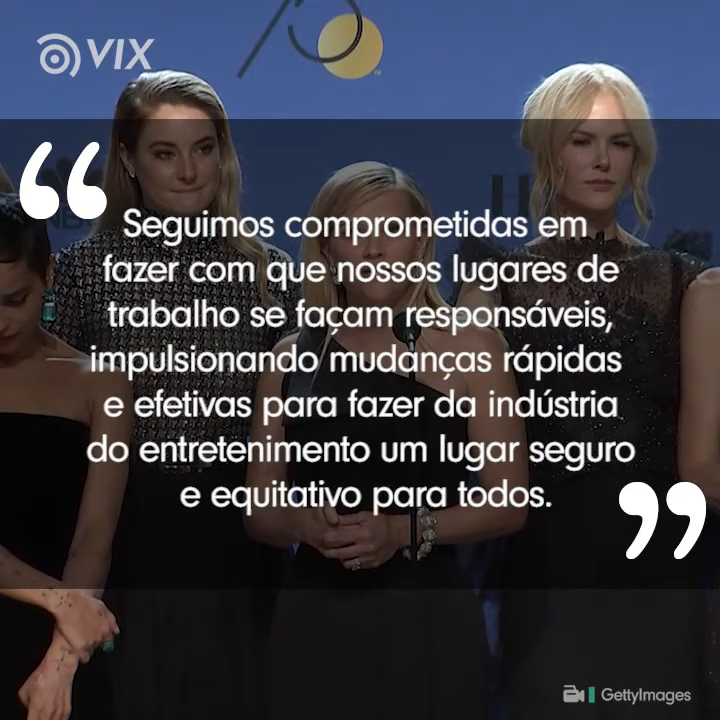 75
VIX
“
Seguimos comprometidas em
fazer com que nossos lugares de
trabalho se façam responsáveis,
impulsionando mudanças rápidas
e efetivas para fazer da indústria
do entretenimento um lugar seguro
e equitativo para todos.
”
GettyImages